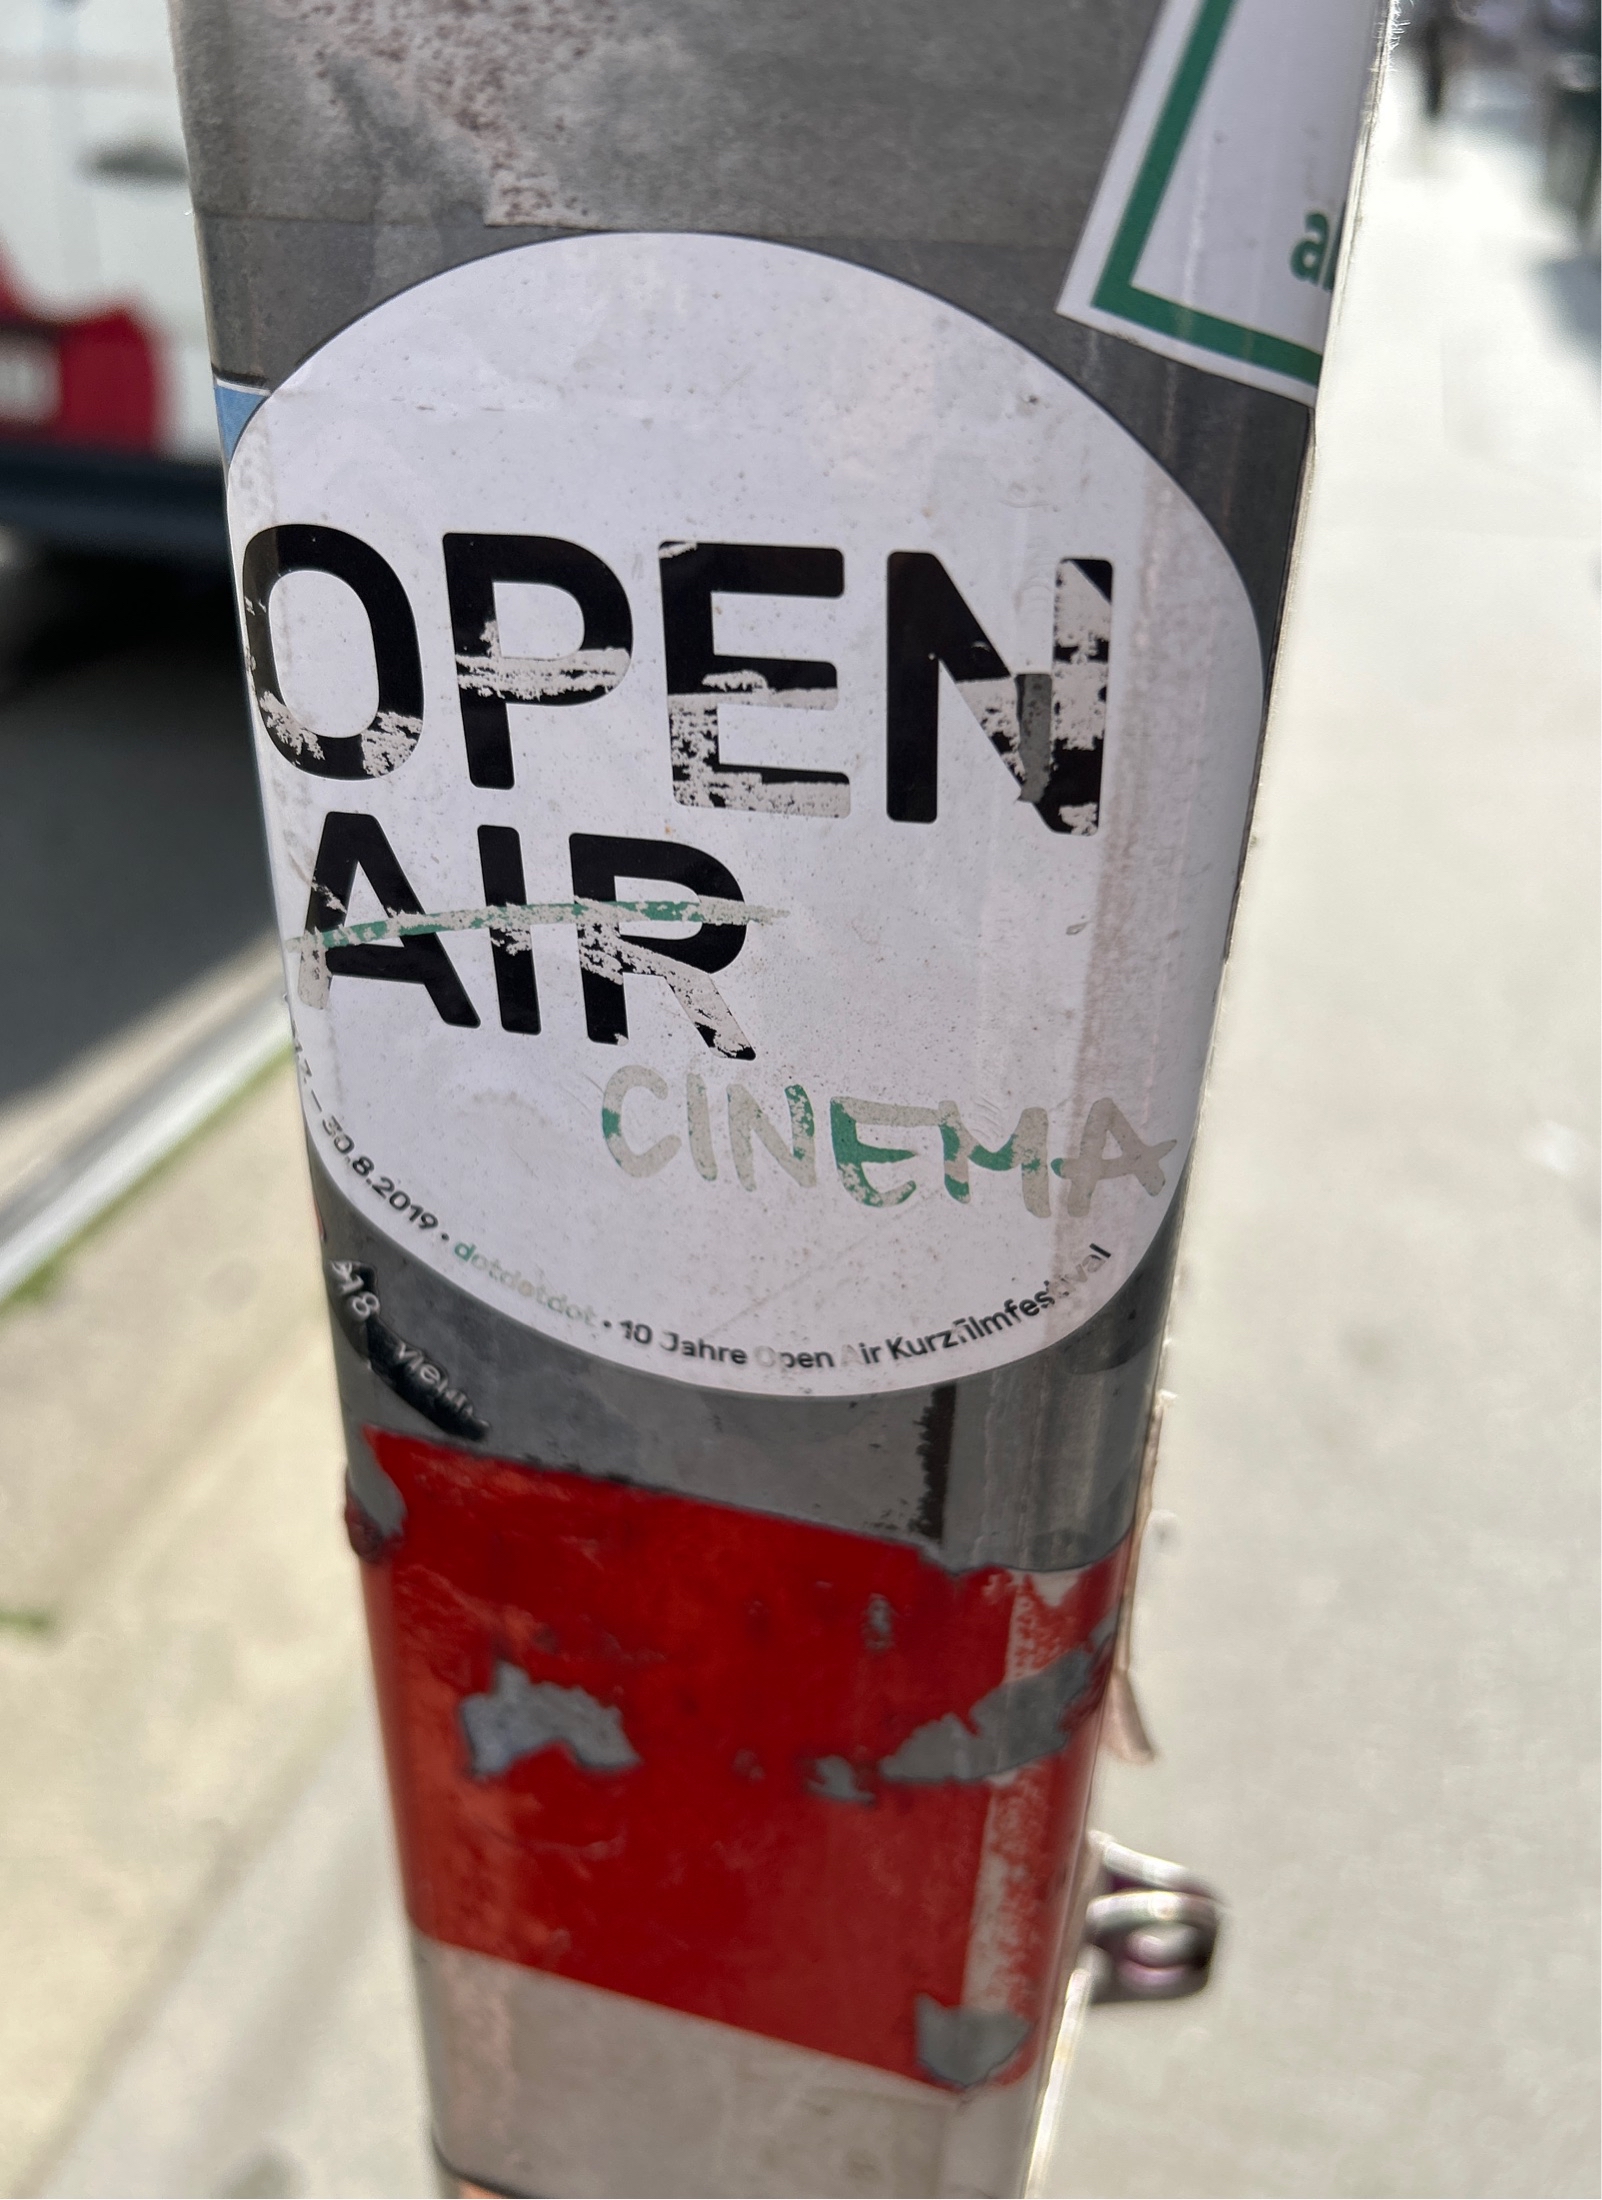 OPEN
AIR
CINEMA
– 30.8.2019 • dotdotdot • 10 Jahre Open Air Kurzfilmfestival